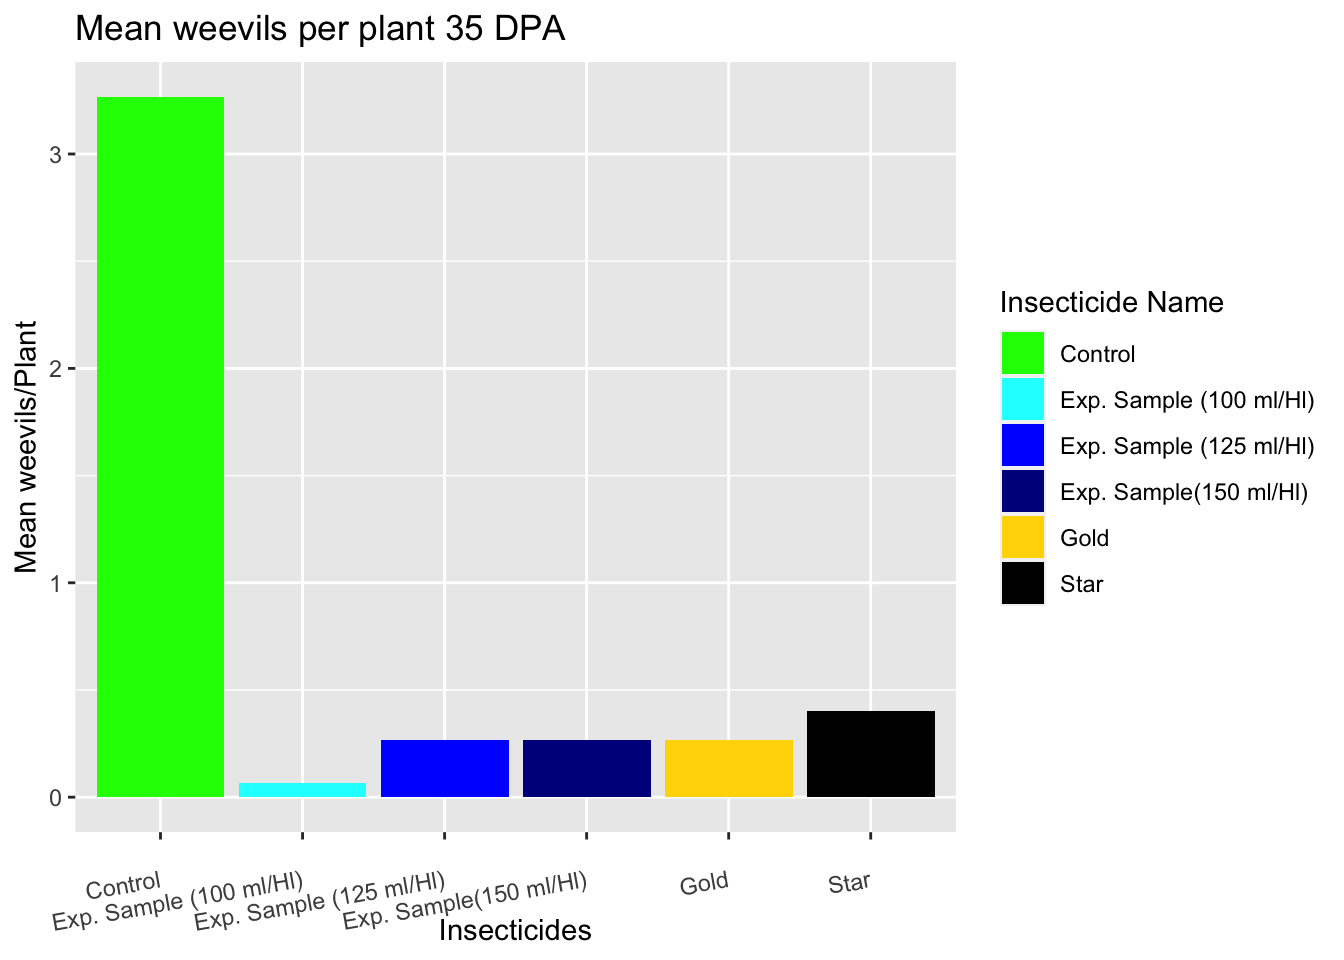 Mean weevils per plant 35 DPA
Mean weevils/Plant
3
2
1
0
Control
Exp. Sample (100 ml/Hl)
Exp. Sample (125 ml/Hl)
Exp. Sample(150 ml/Hl)
Gold
Star
Insecticides
Insecticide Name
Control
Exp. Sample (100 ml/Hl)
Exp. Sample (125 ml/Hl)
Exp. Sample(150 ml/Hl)
Gold
Star